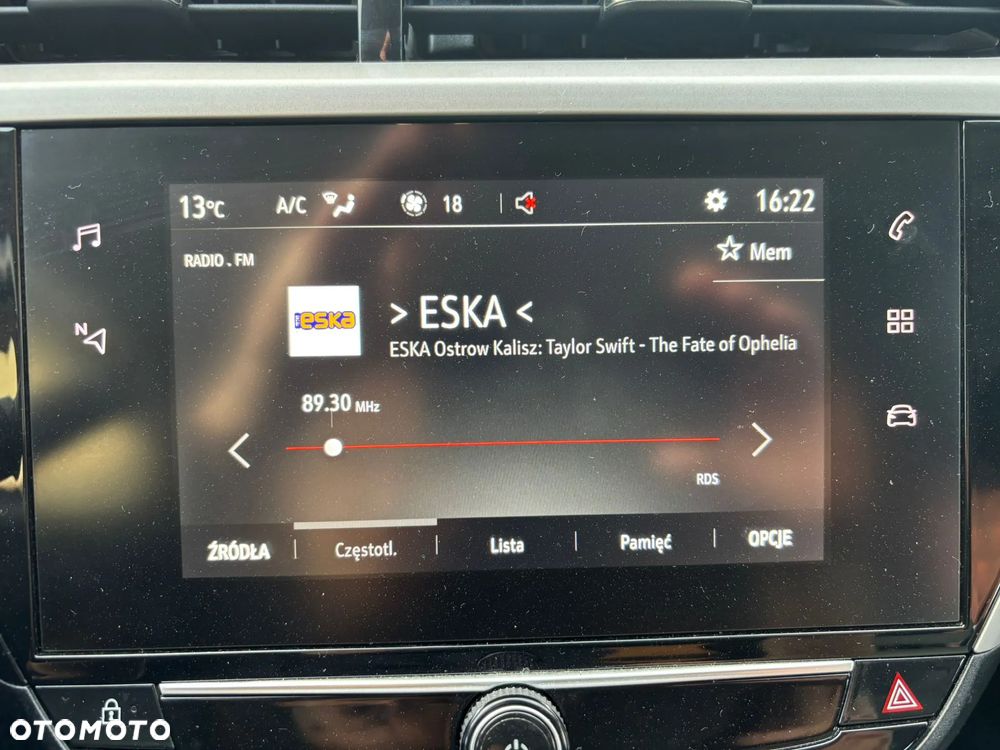 13°C A/C 18 16:22
RADIO . FM
Mem
eska
> ESKA <
ESKA Ostrow Kalisz: Taylor Swift - The Fate of Ophelia
N
89.30 MHz
RDS
ŹRÓDŁA Częstotl. Lista Pamięć OPCJE
OTOMOTO